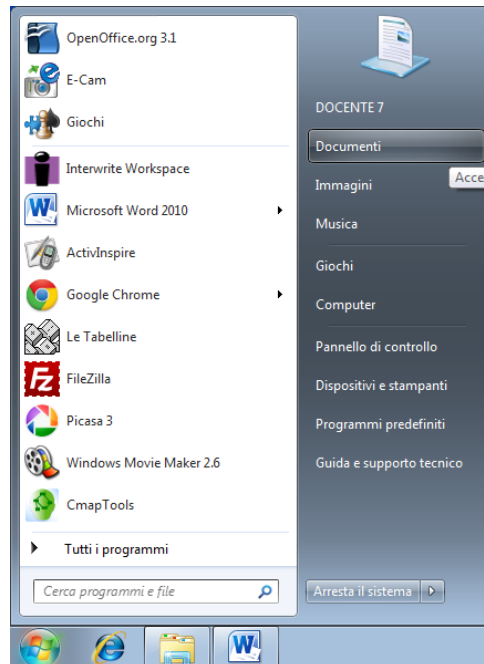 OpenOffice.org 3.1
E-Cam
Giochi
Interwrite Workspace
Microsoft Word 2010
ActivInspire
Google Chrome
Le Tabelline
FileZilla
Picasa 3
Windows Movie Maker 2.6
CmapTools
Tutti i programmi
Cerca programmi e file
DOCENTE 7
Documenti
Acce
Immagini
Musica
Giochi
Computer
Pannello di controllo
Dispositivi e stampanti
Programmi predefiniti
Guida e supporto tecnico
Arresta il sistema